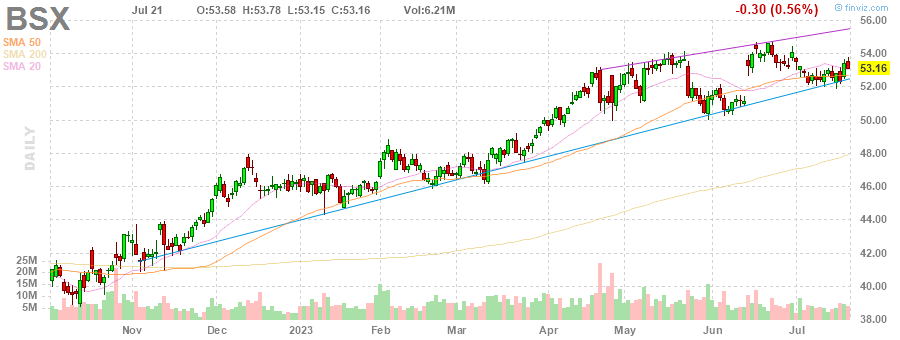 BSX Jul 21 O:53.58 H:53.78 L:53.15 C:53.16 Vol:6.21M -0.30 (0.56%) © finviz.com
SMA 50
SMA 200
SMA 20
DAILY
56.00
54.00
53.16
52.00
50.00
48.00
46.00
44.00
42.00
40.00
38.00
25M
20M
15M
10M
5M
Nov Dec 2023 Feb Mar Apr May Jun Jul